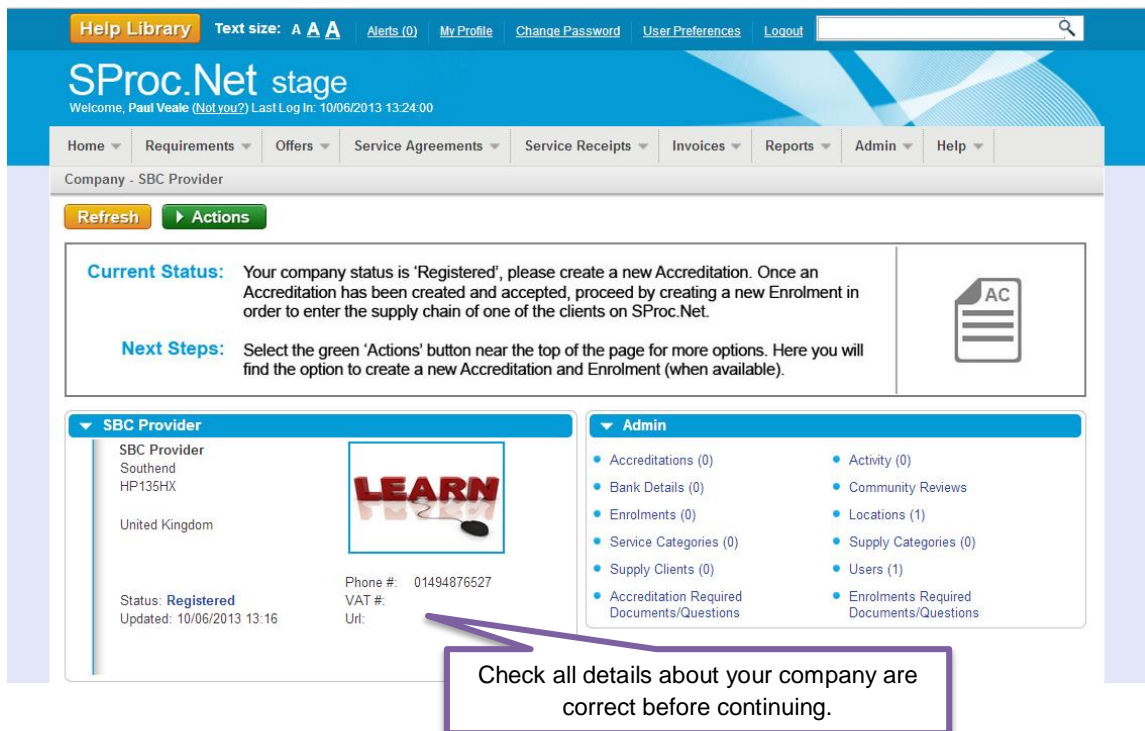 Help Library Text size: A A A Alerts (0) My Profile Change Password User Preferences Logout
SProc.Net stage
Welcome, Paul Veale (Not you?) Last Log In: 10/06/2013 13:24:00
Home Requirements Offers Service Agreements Service Receipts Invoices Reports Admin Help
Company - SBC Provider
Refresh Actions
Current Status: Your company status is 'Registered', please create a new Accreditation. Once an
Accreditation has been created and accepted, proceed by creating a new Enrolment in
order to enter the supply chain of one of the clients on SProc.Net.
AC
Next Steps: Select the green 'Actions' button near the top of the page for more options. Here you will
find the option to create a new Accreditation and Enrolment (when available).
SBC Provider
SBC Provider
Southend
HP135HX
United Kingdom
LEARN
Phone #: 01494876527
Status: Registered
VAT #:
Updated: 10/06/2013 13:16
Url:
Admin
Accreditations (0)
Bank Details (0)
Enrolments (0)
Service Categories (0)
Supply Clients (0)
Accreditation Required
Documents/Questions
Activity (0)
Community Reviews
Locations (1)
Supply Categories (0)
Users (1)
Enrolments Required
Documents/Questions
Check all details about your company are
correct before continuing.